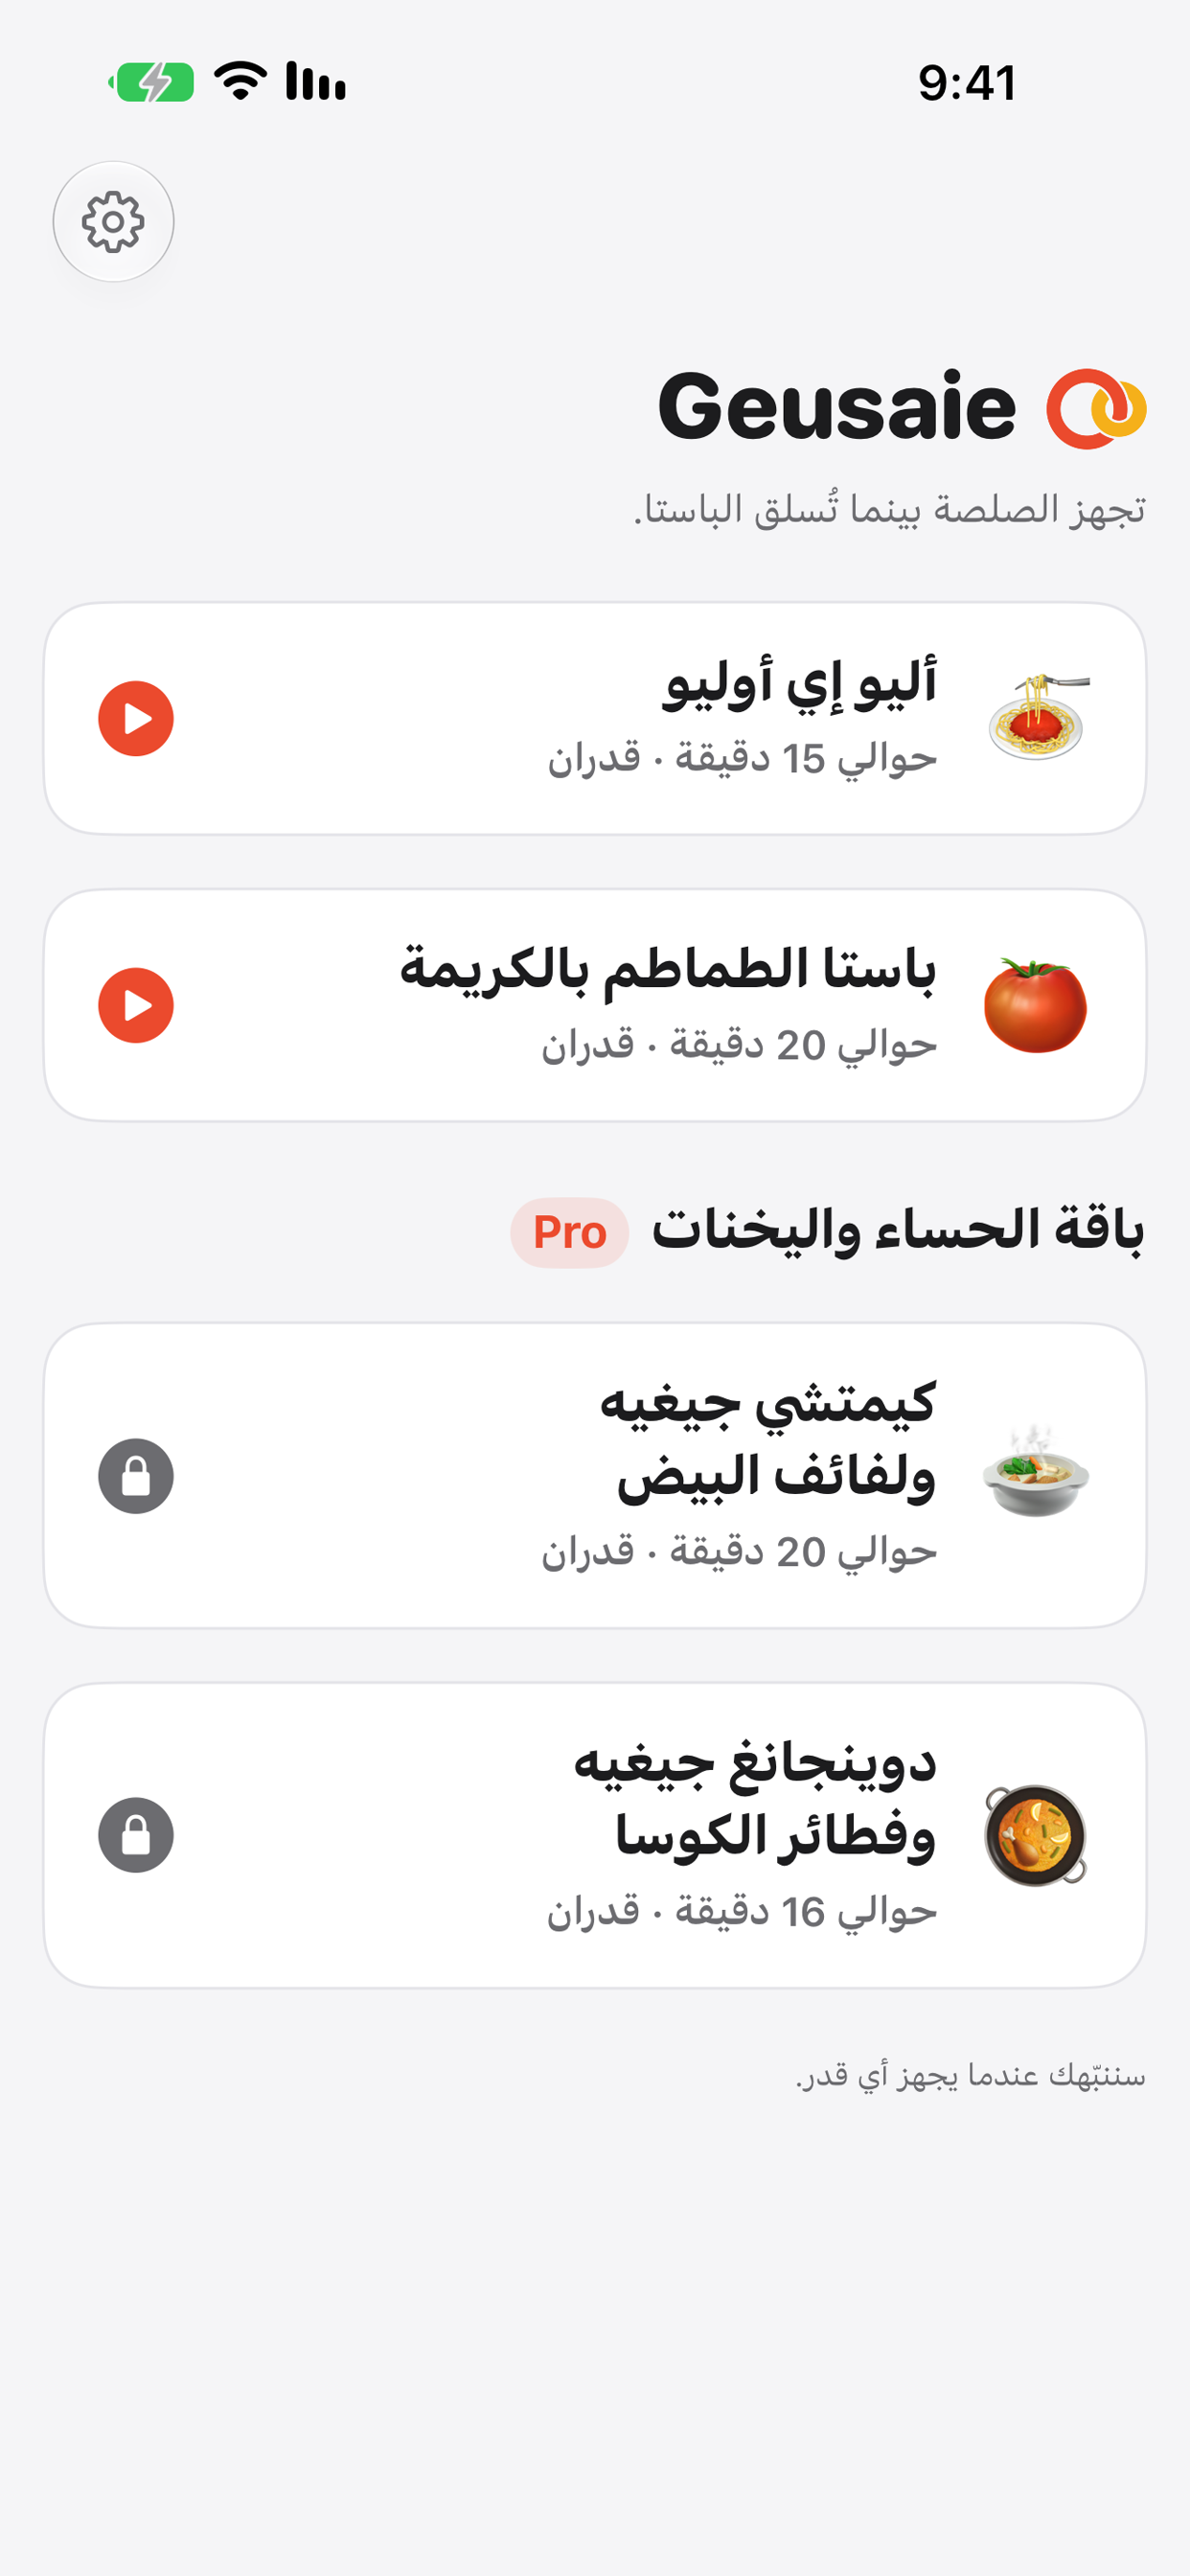 9:41
Geusaie
تجهز الصلصة بينما تُسلق الباستا.
أليو إي أوليو
حوالي 15 دقيقة · قدران
باستا الطماطم بالكريمة
حوالي 20 دقيقة · قدران
باقة الحساء واليخنات Pro
كيمتشي جيغيه
ولفائف البيض
حوالي 20 دقيقة · قدران
دوينجانغ جيغيه
وفطائر الكوسا
حوالي 16 دقيقة · قدران
سننبّهك عندما يجهز أي قدر.